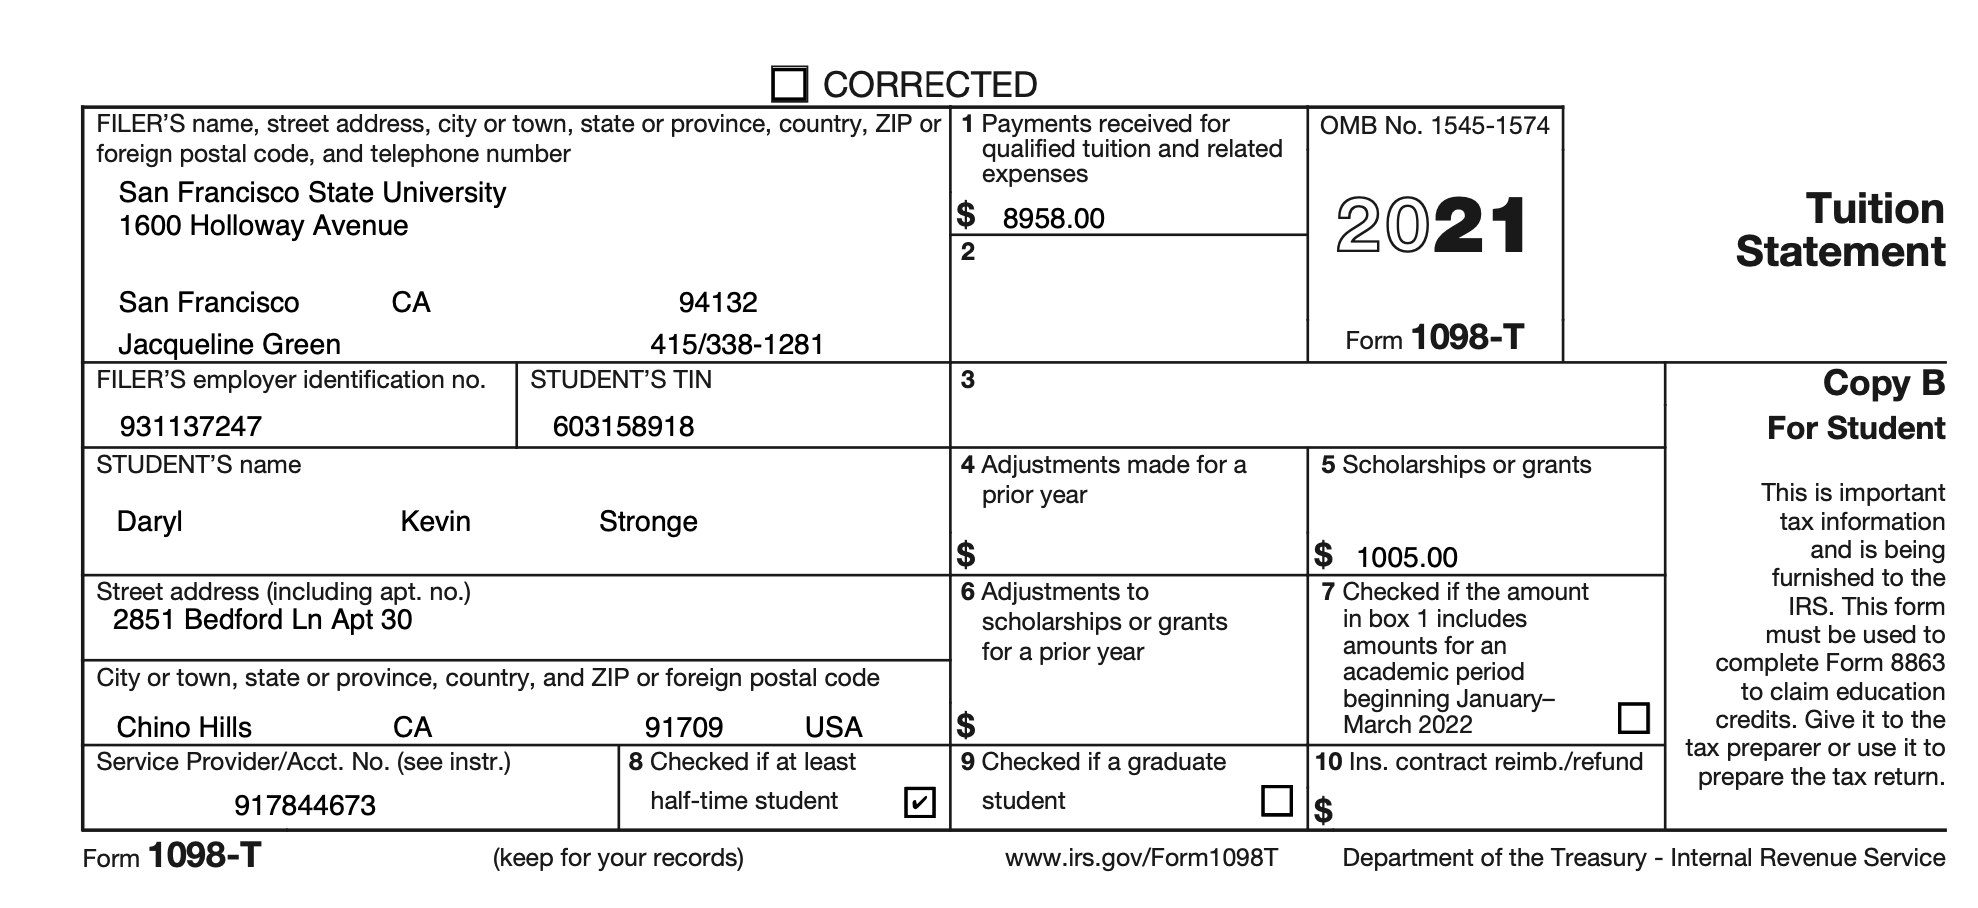 CORRECTED
FILER'S name, street address, city or town, state or province, country, ZIP or
foreign postal code, and telephone number
San Francisco State University
1600 Holloway Avenue
San Francisco CA 94132
Jacqueline Green 415/338-1281
1 Payments received for
qualified tuition and related
expenses
$ 8958.00
2
OMB No. 1545-1574
2021
Form 1098-T
Tuition
Statement
FILER'S employer identification no.
931137247
STUDENT'S TIN
603158918
3
Copy B
For Student
STUDENT'S name
Daryl Kevin Stronge
4 Adjustments made for a
prior year
$
5 Scholarships or grants
$ 1005.00
This is important
tax information
and is being
furnished to the
IRS. This form
must be used to
complete Form 8863
to claim education
credits. Give it to the
tax preparer or use it to
prepare the tax return.
Street address (including apt. no.)
2851 Bedford Ln Apt 30
6 Adjustments to
scholarships or grants
for a prior year
$
7 Checked if the amount
in box 1 includes
amounts for an
academic period
beginning January–
March 2022
City or town, state or province, country, and ZIP or foreign postal code
Chino Hills CA 91709 USA
Service Provider/Acct. No. (see instr.)
917844673
8 Checked if at least
half-time student ✔
9 Checked if a graduate
student
10 Ins. contract reimb./refund
$
Form 1098-T (keep for your records) www.irs.gov/Form1098T Department of the Treasury - Internal Revenue Service